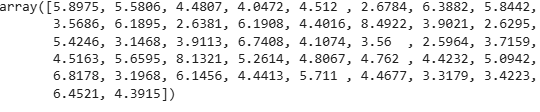 array([5.8975, 5.5806, 4.4807, 4.0472, 4.512 , 2.6784, 6.3882, 5.8442,
3.5686, 6.1895, 2.6381, 6.1908, 4.4016, 8.4922, 3.9021, 2.6295,
5.4246, 3.1468, 3.9113, 6.7408, 4.1074, 3.56  , 2.5964, 3.7159,
4.5163, 5.6595, 8.1321, 5.2614, 4.8067, 4.762 , 4.4232, 5.0942,
6.8178, 3.1968, 6.1456, 4.4413, 5.711 , 4.4677, 3.3179, 3.4223,
6.4521, 4.3915])